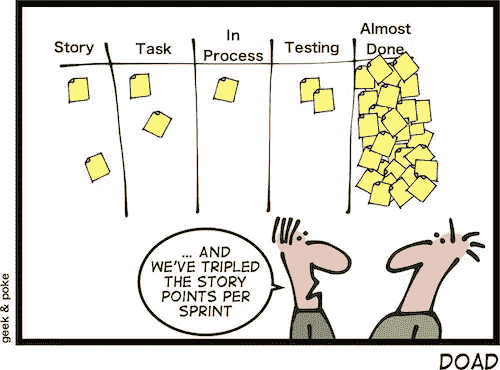 Story
Task
In
Process
Testing
Almost
Done
... AND
WE'VE TRIPLED
THE STORY
POINTS PER
SPRINT
geek & poke
DOAD